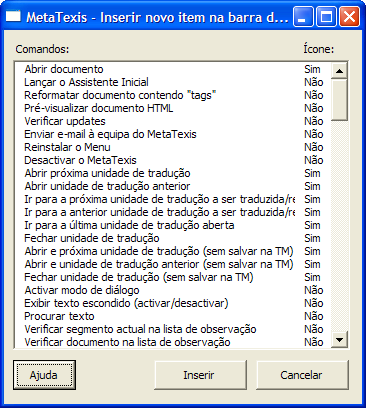 MetaTexis - Inserir novo item na barra d...
Comandos: Ícone:
Abrir documento Sim
Lançar o Assistente Inicial Não
Reformatar documento contendo "tags" Não
Pré-visualizar documento HTML Não
Verificar updates Não
Enviar e-mail à equipa do MetaTexis Não
Reinstalar o Menu Não
Desactivar o MetaTexis Não
Abrir próxima unidade de tradução Sim
Abrir unidade de tradução anterior Sim
Ir para a próxima unidade de tradução a ser traduzida/re Sim
Ir para a anterior unidade de tradução a ser traduzida/re Sim
Ir para a última unidade de tradução aberta Sim
Fechar unidade de tradução Sim
Abrir e próxima unidade de tradução (sem salvar na TM) Sim
Abrir e unidade de tradução anterior (sem salvar na TM) Sim
Fechar unidade de tradução (sem salvar na TM) Sim
Activar modo de diálogo Não
Exibir texto escondido (activar/desactivar) Não
Procurar texto Não
Verificar segmento actual na lista de observação Não
Verificar documento na lista de observação Não
Ajuda Inserir Cancelar